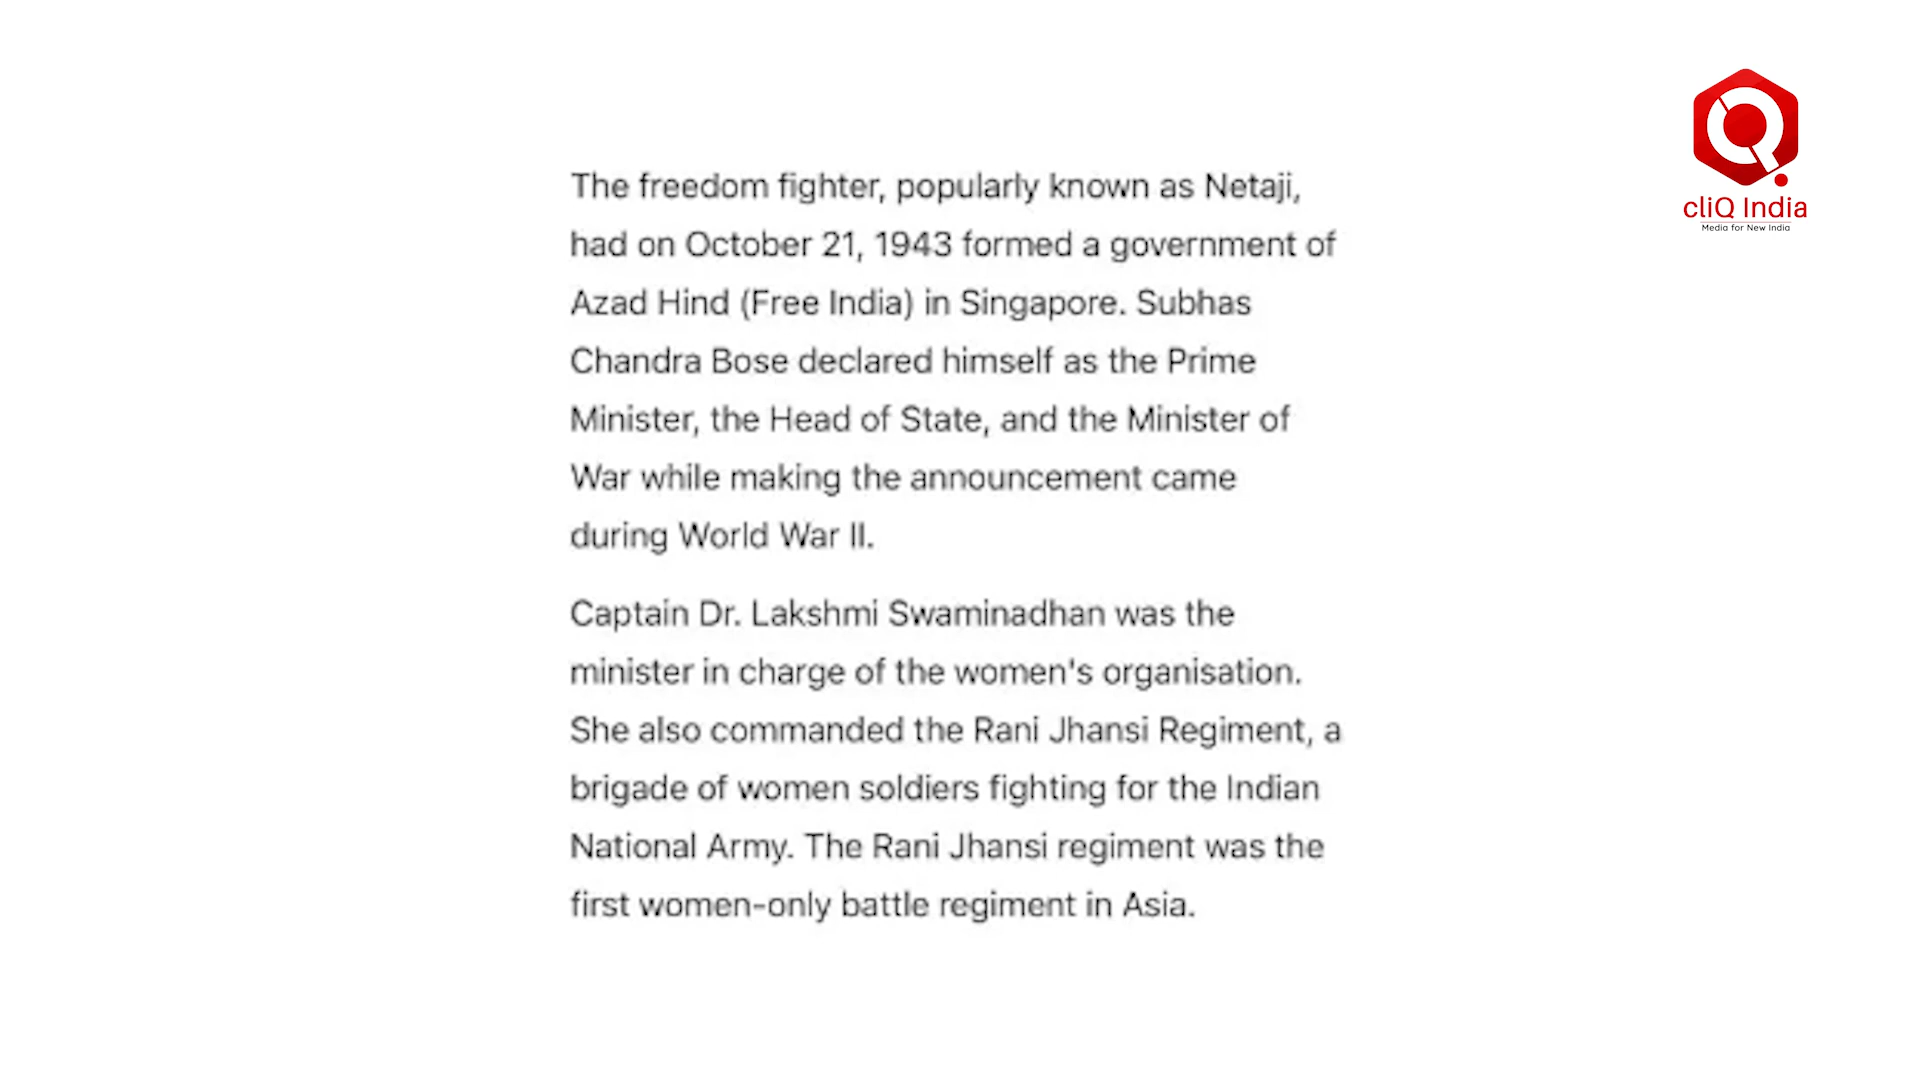 The freedom fighter, popularly known as Netaji,
had on October 21, 1943 formed a government of
Azad Hind (Free India) in Singapore. Subhas
Chandra Bose declared himself as the Prime
Minister, the Head of State, and the Minister of
War while making the announcement came
during World War II.
Captain Dr. Lakshmi Swaminadhan was the
minister in charge of the women's organisation.
She also commanded the Rani Jhansi Regiment, a
brigade of women soldiers fighting for the Indian
National Army. The Rani Jhansi regiment was the
first women-only battle regiment in Asia.
cliQ India
Media for New India